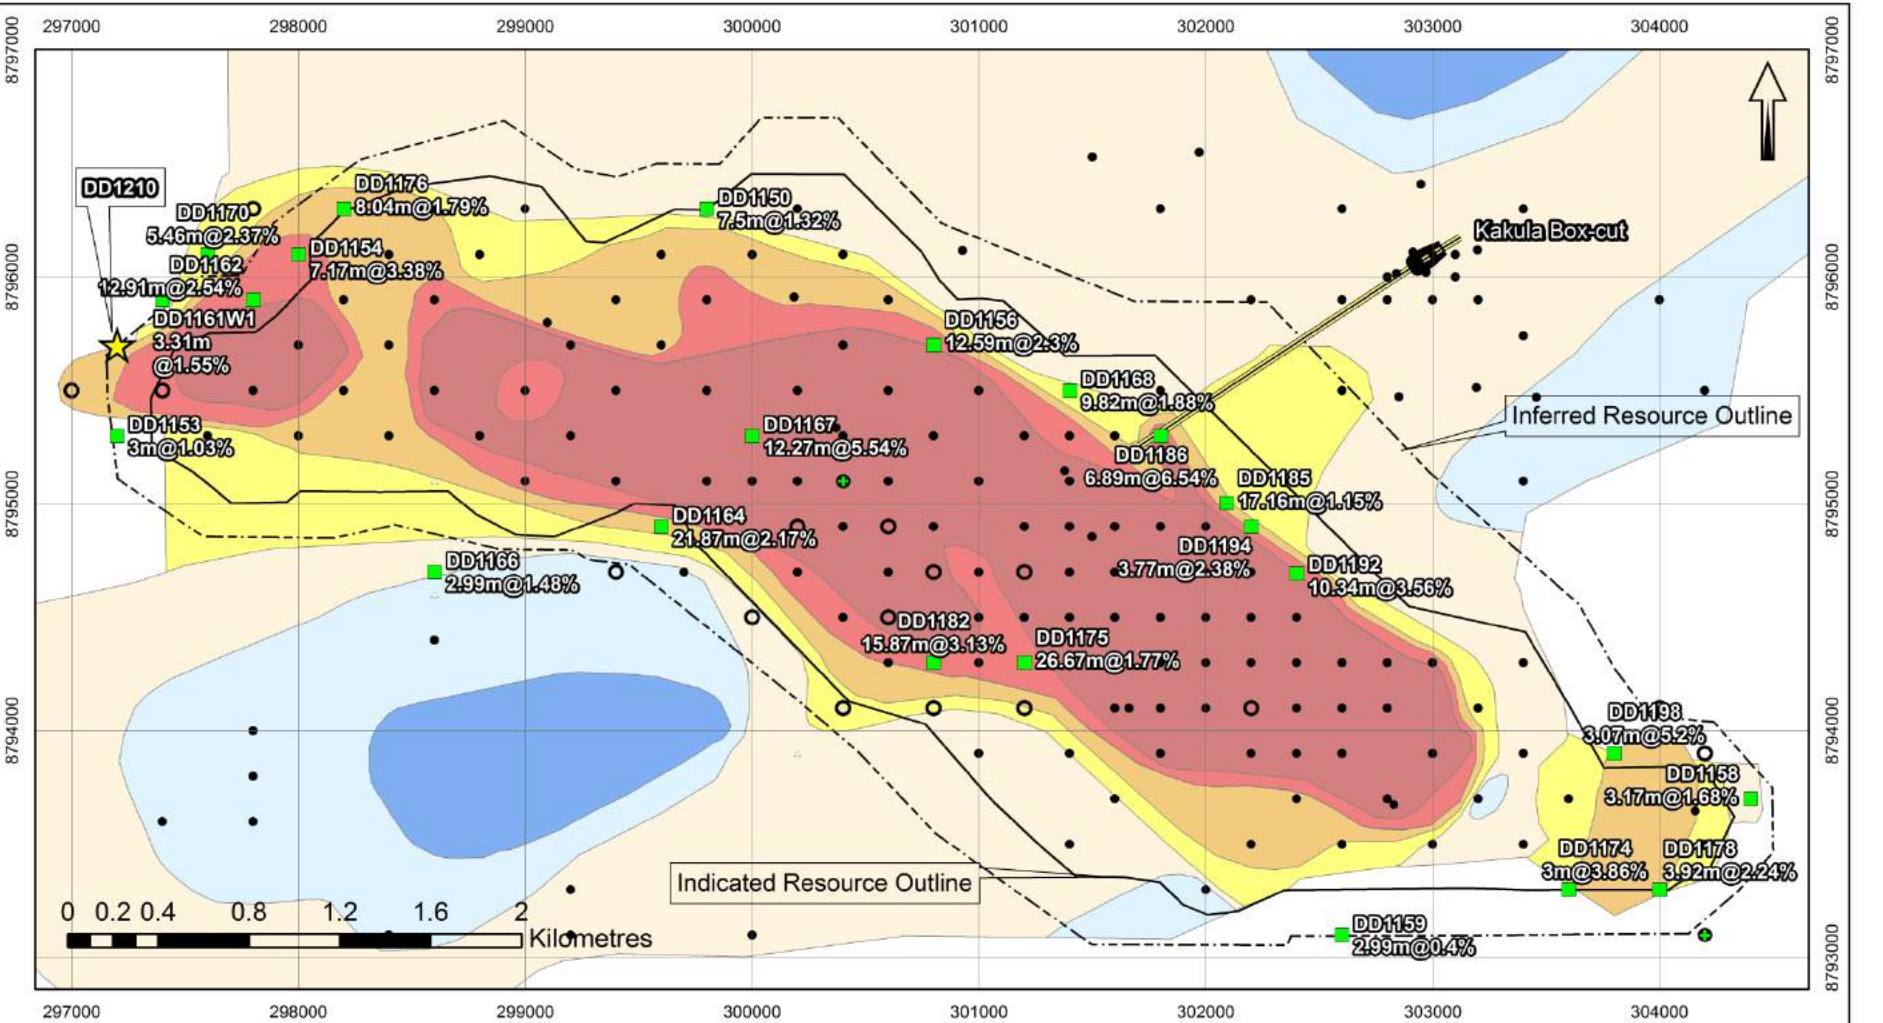 297000 298000 299000 300000 301000 302000 303000 304000
8797000
8797000
DD1210
DD1176
8.04m@1.79%
DD1150
7.5m@1.32%
DD1170
5.46m@2.37%
Kakula Box-cut
DD1154
7.17m@3.38%
DD1162
12.91m@2.54%
8796000
8796000
DD1161W1
3.31m
@1.55%
DD1156
12.59m@2.3%
DD1168
9.82m@1.88%
Inferred Resource Outline
DD1153
3m@1.03%
DD1167
12.27m@5.54%
DD1186
6.89m@6.54%
DD1185
17.16m@1.15%
8795000
8795000
DD1164
21.87m@2.17%
DD1194
3.77m@2.38%
DD1166
2.99m@1.48%
DD1192
10.34m@3.56%
DD1182
15.87m@3.13%
DD1175
26.67m@1.77%
8794000
8794000
DD1198
3.07m@5.2%
DD1158
3.17m@1.68%
DD1174
3m@3.86%
DD1178
3.92m@2.24%
Indicated Resource Outline
0 0.2 0.4 0.8 1.2 1.6 2
Kilometres
DD1159
2.99m@0.4%
8793000
8793000
297000 298000 299000 300000 301000 302000 303000 304000